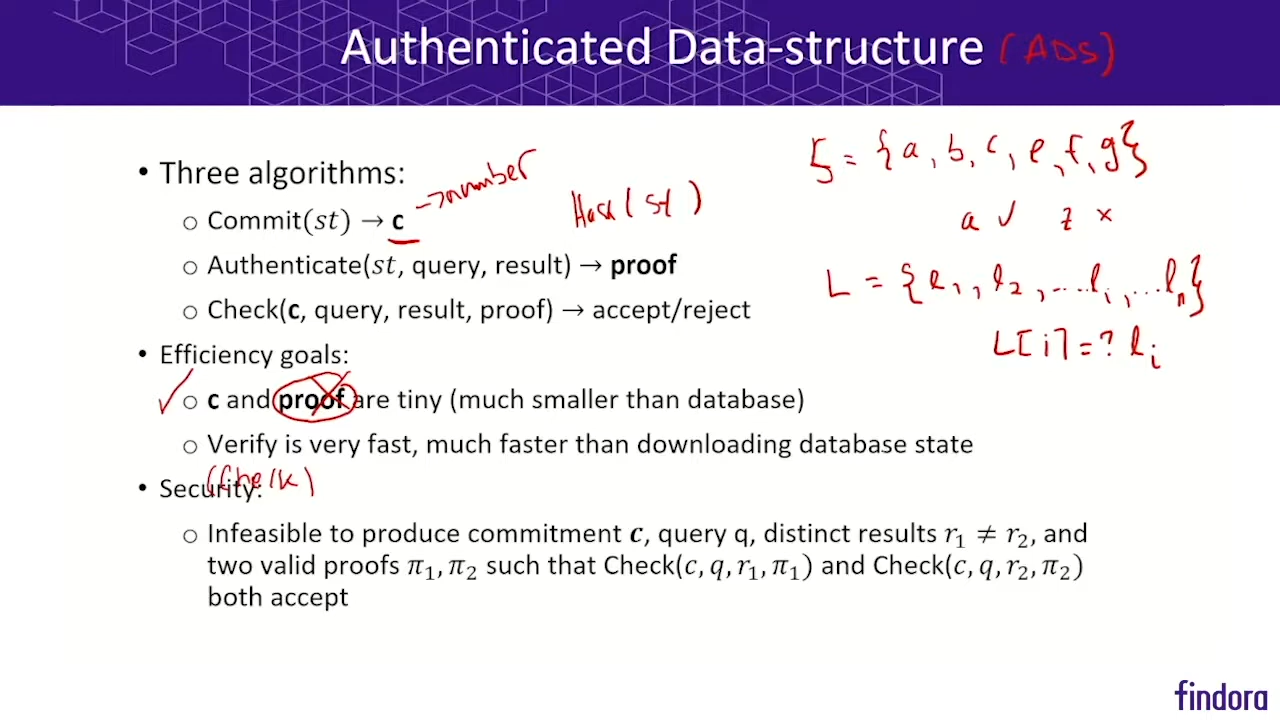 Authenticated Data-structure (ADS)
• Three algorithms:
○ Commit(st) → c → number
Hash(st)
○ Authenticate(st, query, result) → proof
○ Check(c, query, result, proof) → accept/reject
• Efficiency goals:
✓ ○ c and proof are tiny (much smaller than database)
○ Verify is very fast, much faster than downloading database state
(Check)
• Security:
○ Infeasible to produce commitment c, query q, distinct results r₁ ≠ r₂, and
two valid proofs π₁, π₂ such that Check(c, q, r₁, π₁) and Check(c, q, r₂, π₂)
both accept
= {a, b, c, e, f, g}
a ✓ z ×
L = {l₁, l₂, ...lᵢ, ...lₙ}
L[i] =? lᵢ
findora